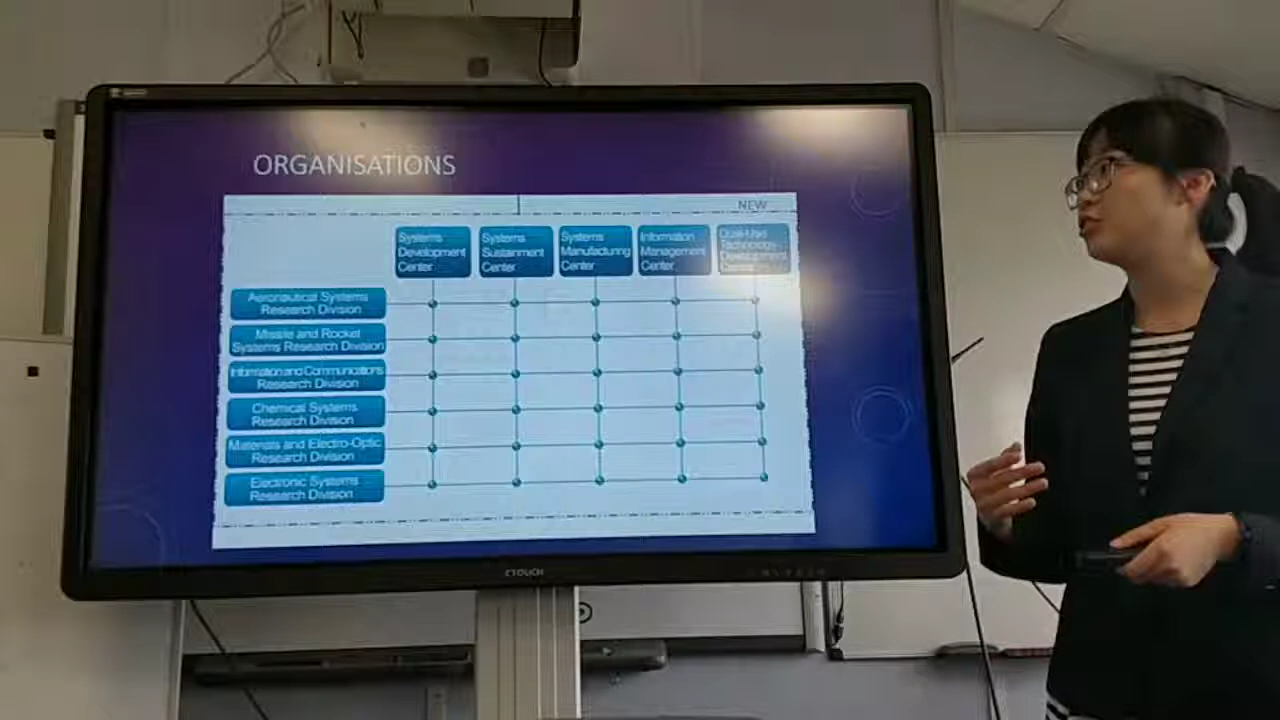 ORGANISATIONS
NEW
Systems
Development
Center
Systems
Sustainment
Center
Systems
Manufacturing
Center
Information
Management
Center
Dual-Use
Technology
Development
Center
Aeronautical Systems
Research Division
Missile and Rocket
Systems Research Division
Information and Communications
Research Division
Chemical Systems
Research Division
Materials and Electro-Optic
Research Division
Electronic Systems
Research Division
CTOUCH